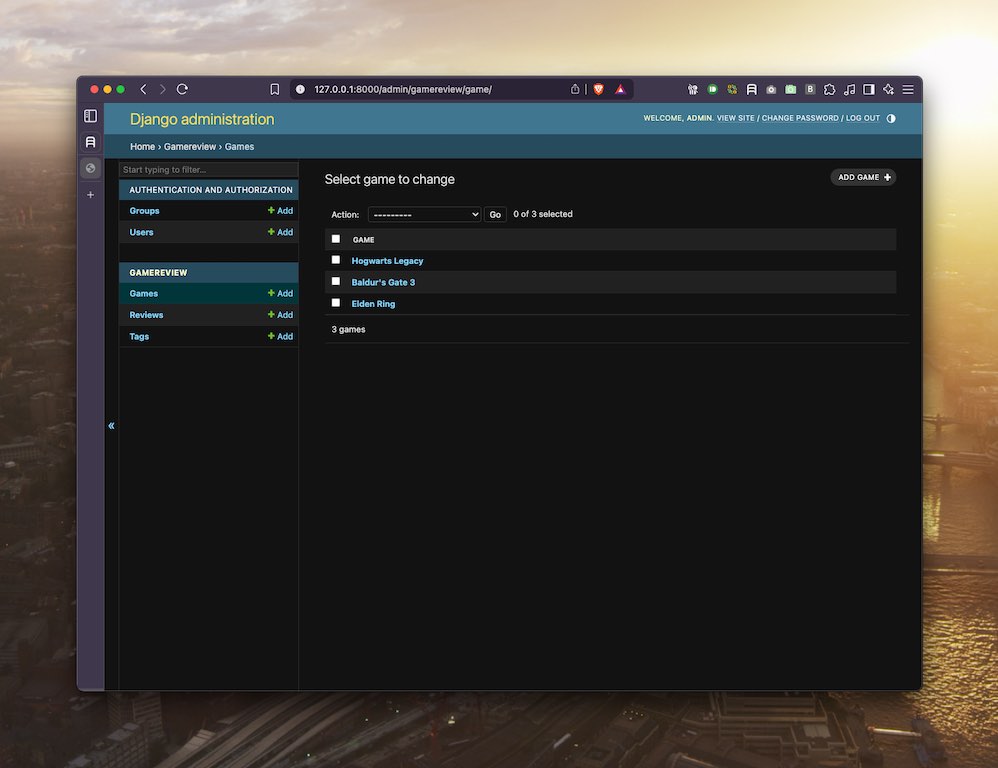 127.0.0.1:8000/admin/gamereview/game/
B
Django administration
WELCOME, ADMIN. VIEW SITE / CHANGE PASSWORD / LOG OUT
Home › Gamereview › Games
Start typing to filter...
AUTHENTICATION AND AUTHORIZATION
Groups + Add
Users + Add
GAMEREVIEW
Games + Add
Reviews + Add
Tags + Add
«
Select game to change
ADD GAME +
Action: --------- Go 0 of 3 selected
GAME
Hogwarts Legacy
Baldur's Gate 3
Elden Ring
3 games